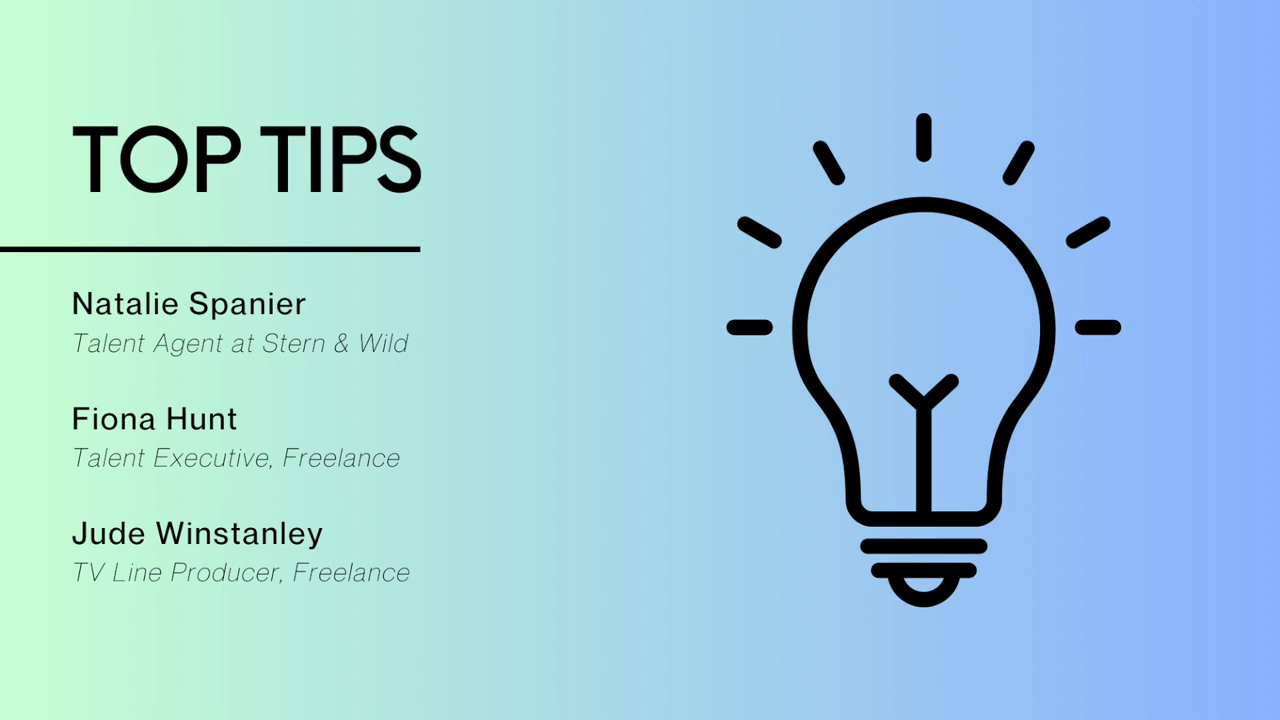 TOP TIPS
Natalie Spanier
Talent Agent at Stern & Wild
Fiona Hunt
Talent Executive, Freelance
Jude Winstanley
TV Line Producer, Freelance